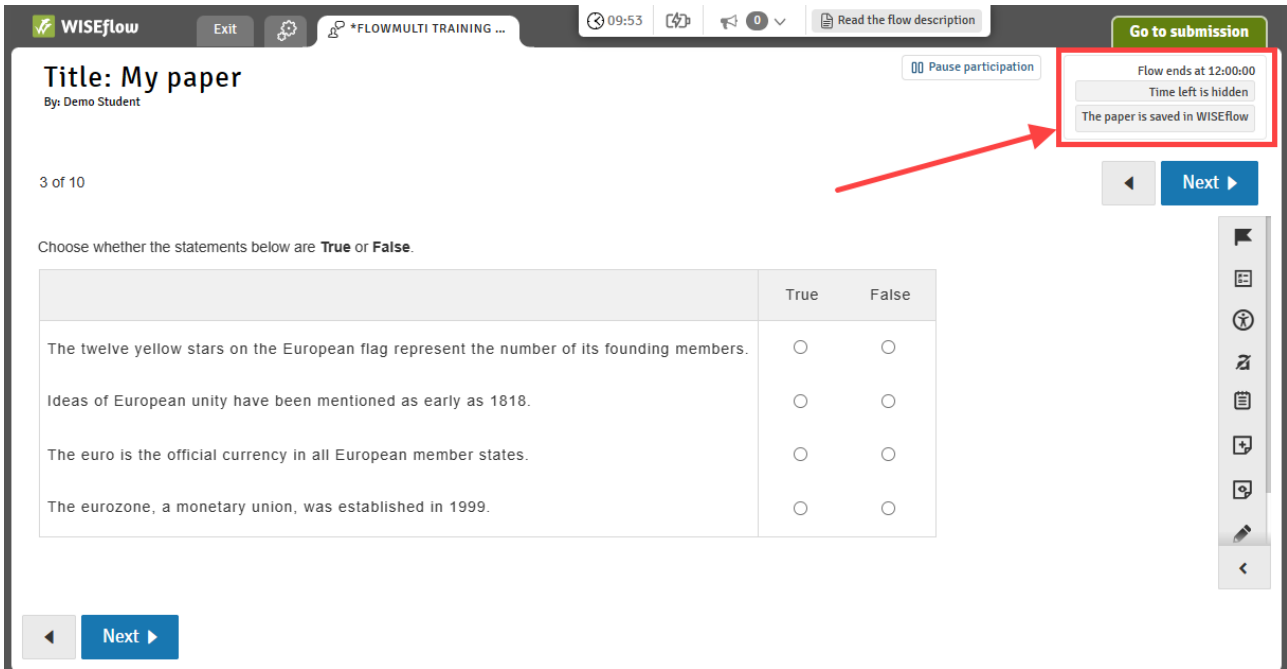 WISEflow
Exit
*FLOWMULTI TRAINING ...
09:53
0
Read the flow description
Go to submission
Title: My paper
By: Demo Student
Pause participation
Flow ends at 12:00:00
Time left is hidden
The paper is saved in WISEflow
3 of 10
Next
Choose whether the statements below are True or False.
True False
The twelve yellow stars on the European flag represent the number of its founding members.
Ideas of European unity have been mentioned as early as 1818.
The euro is the official currency in all European member states.
The eurozone, a monetary union, was established in 1999.
Next